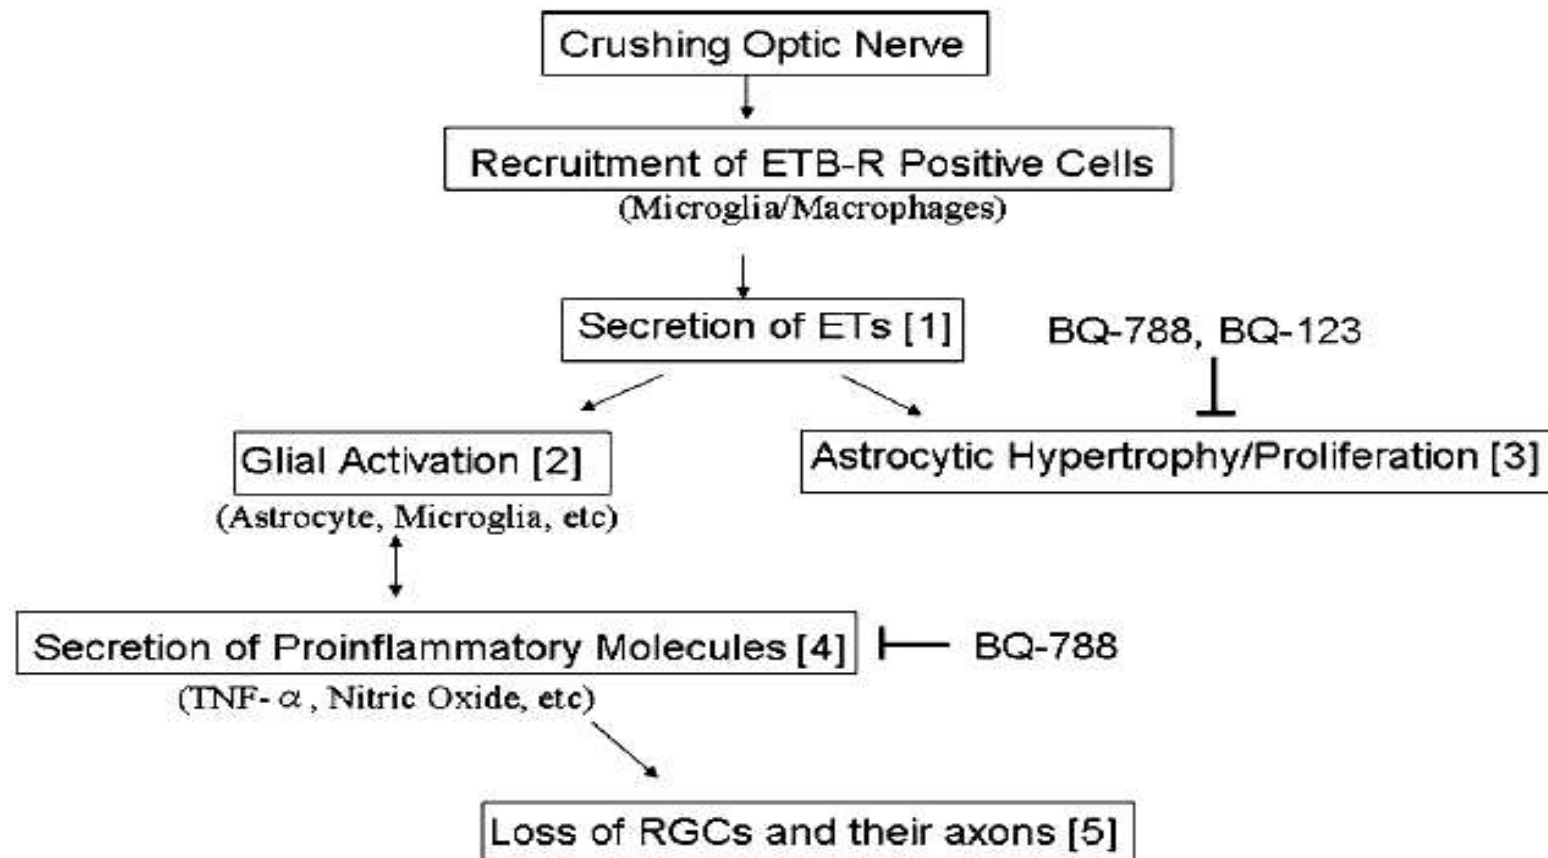 Crushing Optic Nerve
Recruitment of ETB-R Positive Cells
(Microglia/Macrophages)
Secretion of ETs [1]
BQ-788, BQ-123
Glial Activation [2]
Astrocytic Hypertrophy/Proliferation [3]
(Astrocyte, Microglia, etc)
Secretion of Proinflammatory Molecules [4]
BQ-788
(TNF-α, Nitric Oxide, etc)
Loss of RGCs and their axons [5]